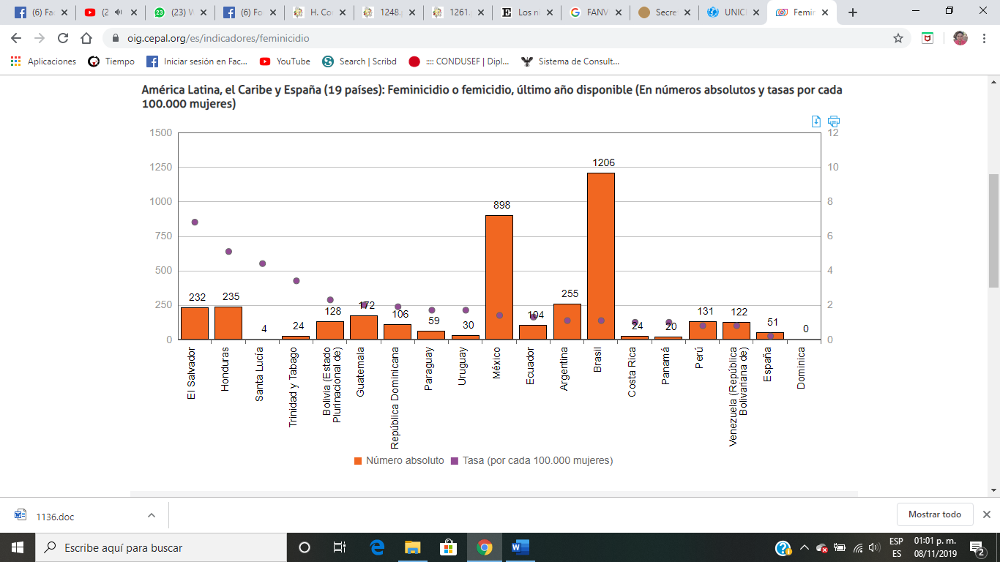 (6) Fa
(2
(23) W
(6) Fo
H. Co
1248.p
1261.
Los ni
FANV
Secre
UNICE
Femin
oig.cepal.org/es/indicadores/feminicidio
Aplicaciones
Tiempo
Iniciar sesión en Fac...
YouTube
Search | Scribd
:::: CONDUSEF | Dipl...
Sistema de Consult...
América Latina, el Caribe y España (19 países): Feminicidio o femicidio, último año disponible (En números absolutos y tasas por cada
100.000 mujeres)
1500
1250
1000
750
500
250
0
12
10
8
6
4
2
0
232
235
4
24
128
172
106
59
30
898
104
255
1206
24
20
131
122
51
0
El Salvador
Honduras
Santa Lucía
Trinidad y Tabago
Bolivia (Estado
Plurinacional de)
Guatemala
República Dominicana
Paraguay
Uruguay
México
Ecuador
Argentina
Brasil
Costa Rica
Panamá
Perú
Venezuela (República
Bolivariana de)
España
Dominica
Número absoluto
Tasa (por cada 100.000 mujeres)
1136.doc
Mostrar todo
Escribe aquí para buscar
ESP
ES
01:01 p. m.
08/11/2019
2